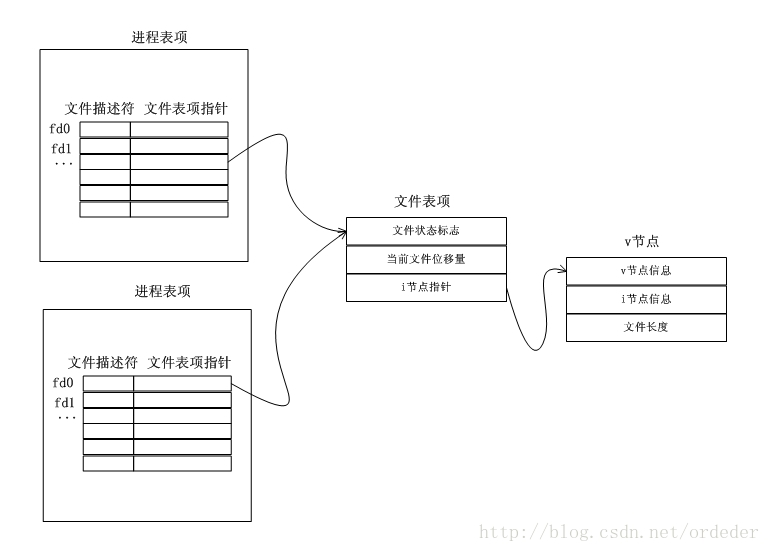 进程表项
文件描述符 文件表项指针
fd0
fd1
...
文件表项
文件状态标志
当前文件位移量
i节点指针
v节点
v节点信息
i节点信息
文件长度
进程表项
文件描述符 文件表项指针
fd0
fd1
...
http://blog.csdn.net/ordeder